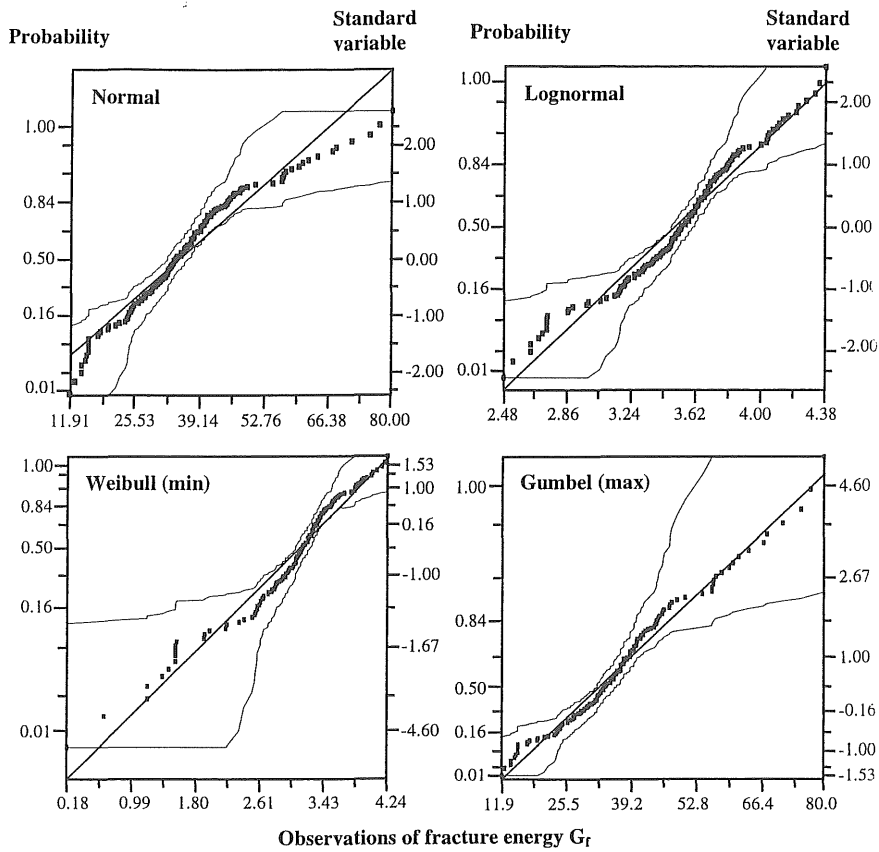 Probability
Standard
variable
Normal
1.00
0.84
0.50
0.16
0.01
2.00
1.00
0.00
-1.00
-2.00
11.91 25.53 39.14 52.76 66.38 80.00
Probability
Standard
variable
Lognormal
1.00
0.84
0.50
0.16
0.01
2.00
1.00
0.00
-1.00
-2.00
2.48 2.86 3.24 3.62 4.00 4.38
Weibull (min)
1.00
0.84
0.50
0.16
0.01
1.53
1.00
0.16
-1.00
-1.67
-4.60
0.18 0.99 1.80 2.61 3.43 4.24
Gumbel (max)
1.00
0.84
0.50
0.16
0.01
4.60
2.67
1.00
-0.16
-1.00
-1.53
11.9 25.5 39.2 52.8 66.4 80.0
Observations of fracture energy Gf